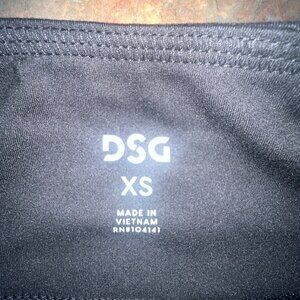 DSG
XS
MADE IN
VIETNAM
RN#104141